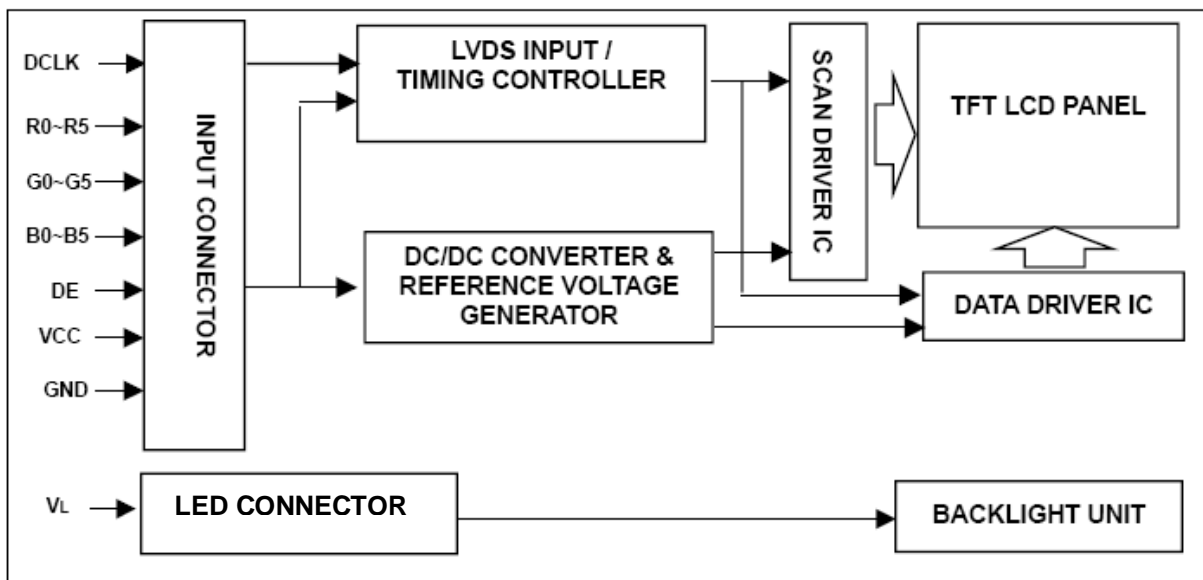 DCLK
R0~R5
G0~G5
B0~B5
DE
VCC
GND
INPUT CONNECTOR
LVDS INPUT /
TIMING CONTROLLER
DC/DC CONVERTER &
REFERENCE VOLTAGE
GENERATOR
SCAN DRIVER IC
TFT LCD PANEL
DATA DRIVER IC
VL
LED CONNECTOR
BACKLIGHT UNIT